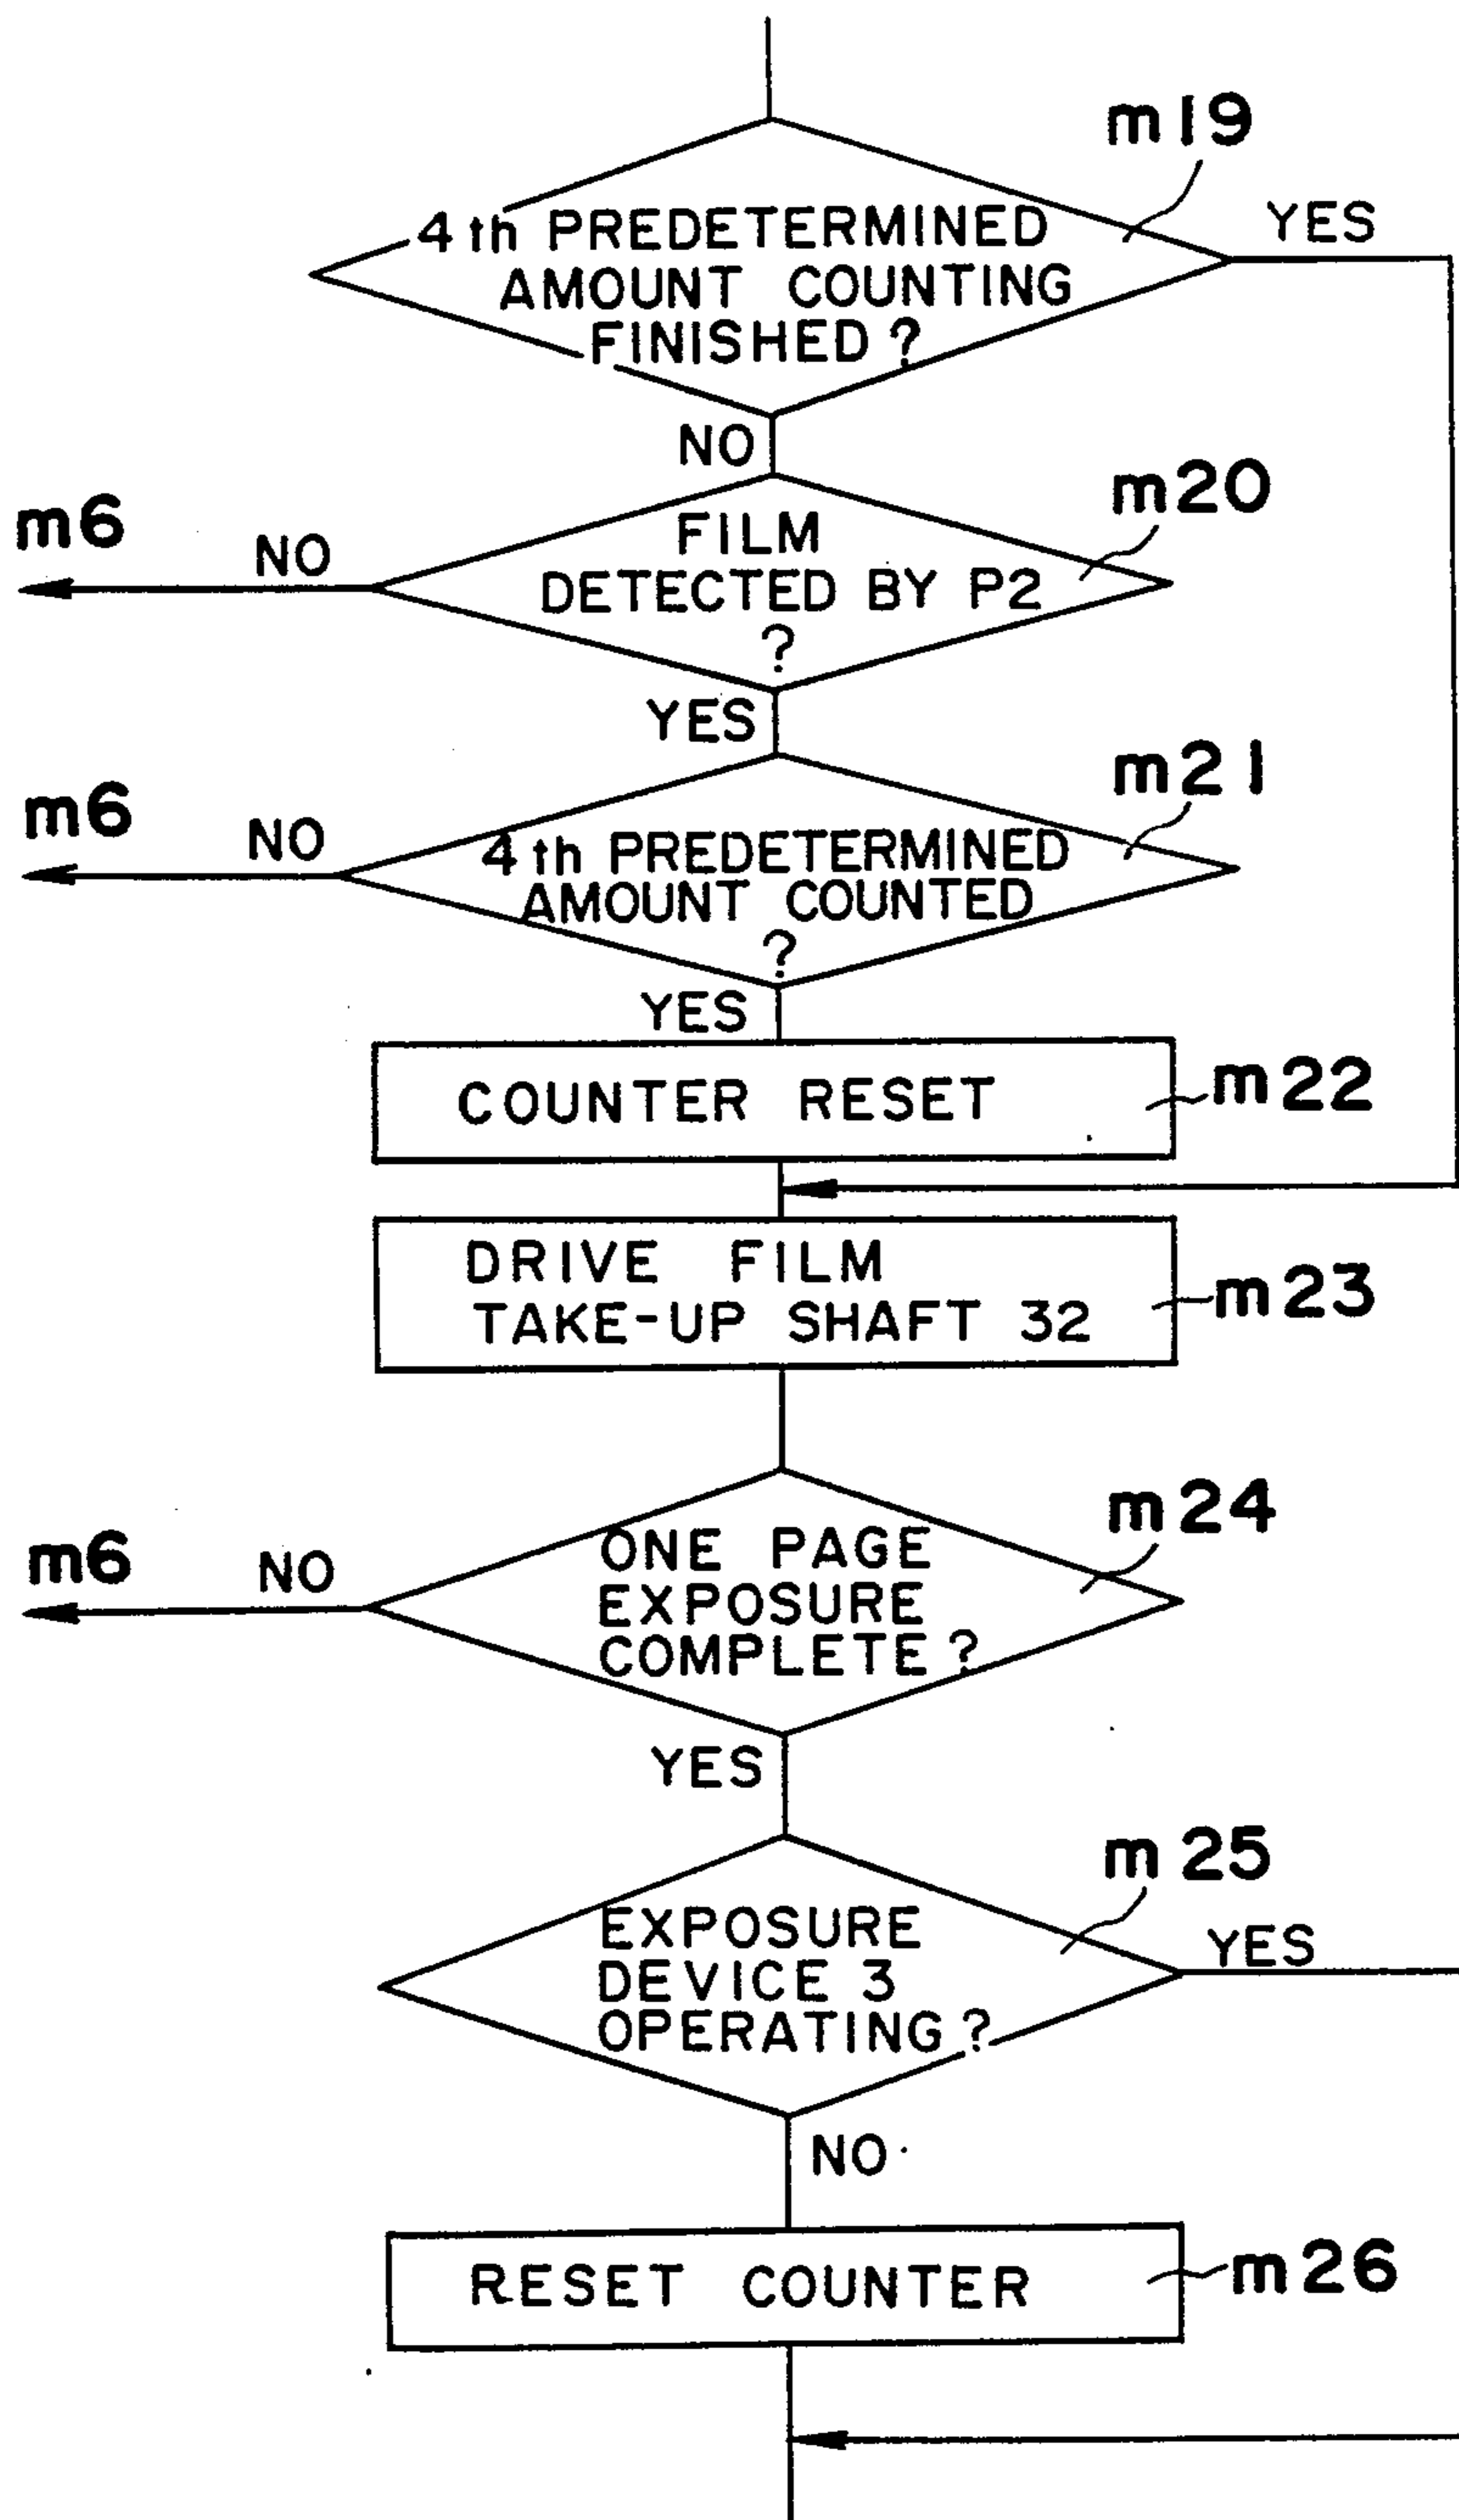 m19
4th PREDETERMINED
AMOUNT COUNTING
FINISHED?
YES
NO
m20
m6
NO
FILM
DETECTED BY P2
?
YES
m21
m6
NO
4th PREDETERMINED
AMOUNT COUNTED
?
YES
COUNTER RESET
m22
DRIVE FILM
TAKE-UP SHAFT 32
m23
m24
m6
NO
ONE PAGE
EXPOSURE
COMPLETE?
YES
m25
EXPOSURE
DEVICE 3
OPERATING?
YES
NO
RESET COUNTER
m26